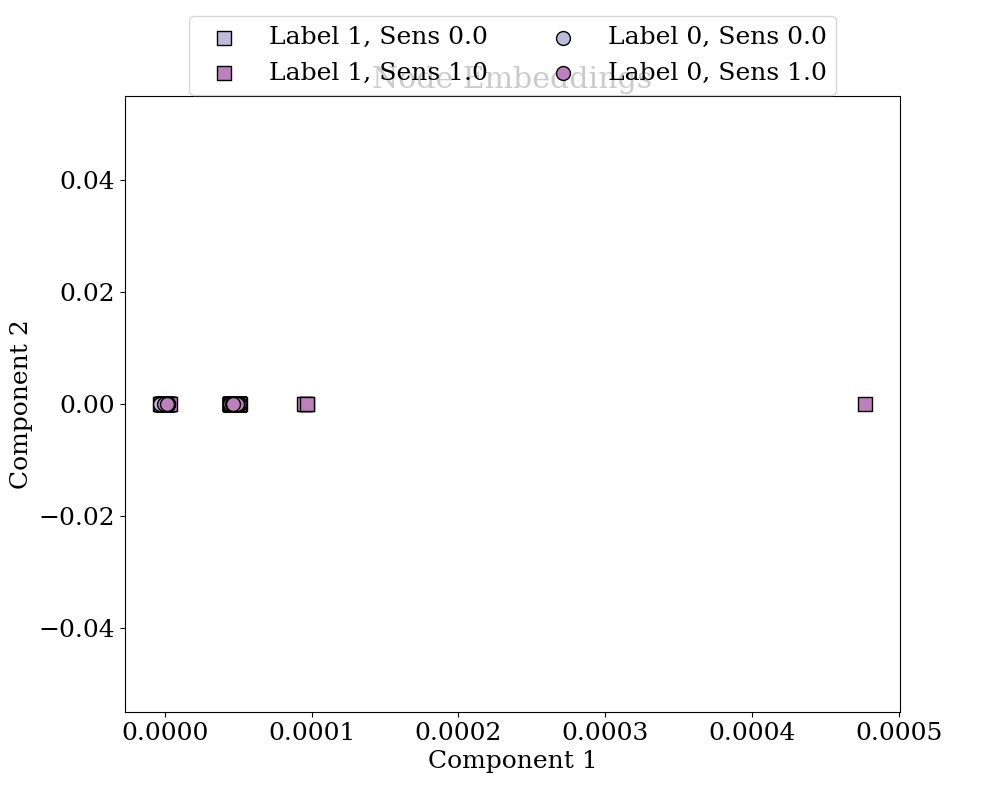 Label 1, Sens 0.0
Label 0, Sens 0.0
Label 1, Sens 1.0
Label 0, Sens 1.0
Node Embeddings
Component 2
0.04
0.02
0.00
−0.02
−0.04
0.0000 0.0001 0.0002 0.0003 0.0004 0.0005
Component 1